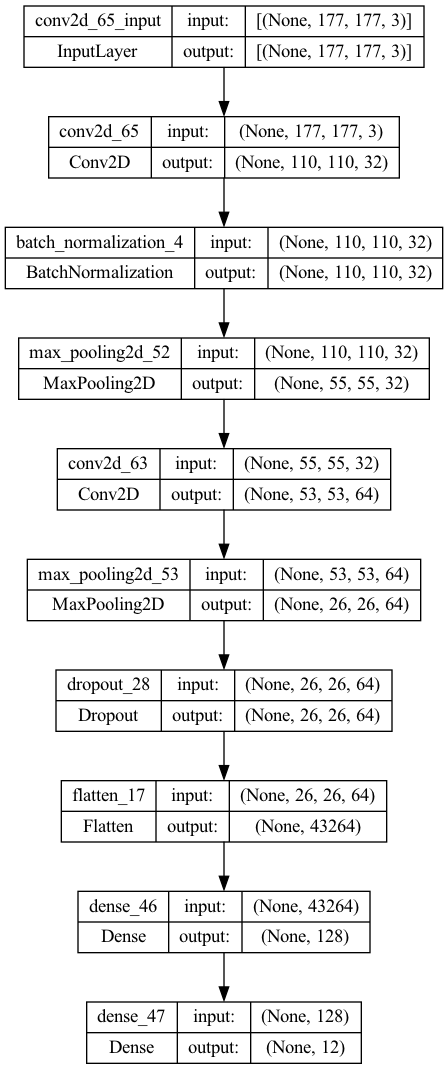 conv2d_65_input input: [(None, 177, 177, 3)]
InputLayer output: [(None, 177, 177, 3)]
conv2d_65 input: (None, 177, 177, 3)
Conv2D output: (None, 110, 110, 32)
batch_normalization_4 input: (None, 110, 110, 32)
BatchNormalization output: (None, 110, 110, 32)
max_pooling2d_52 input: (None, 110, 110, 32)
MaxPooling2D output: (None, 55, 55, 32)
conv2d_63 input: (None, 55, 55, 32)
Conv2D output: (None, 53, 53, 64)
max_pooling2d_53 input: (None, 53, 53, 64)
MaxPooling2D output: (None, 26, 26, 64)
dropout_28 input: (None, 26, 26, 64)
Dropout output: (None, 26, 26, 64)
flatten_17 input: (None, 26, 26, 64)
Flatten output: (None, 43264)
dense_46 input: (None, 43264)
Dense output: (None, 128)
dense_47 input: (None, 128)
Dense output: (None, 12)